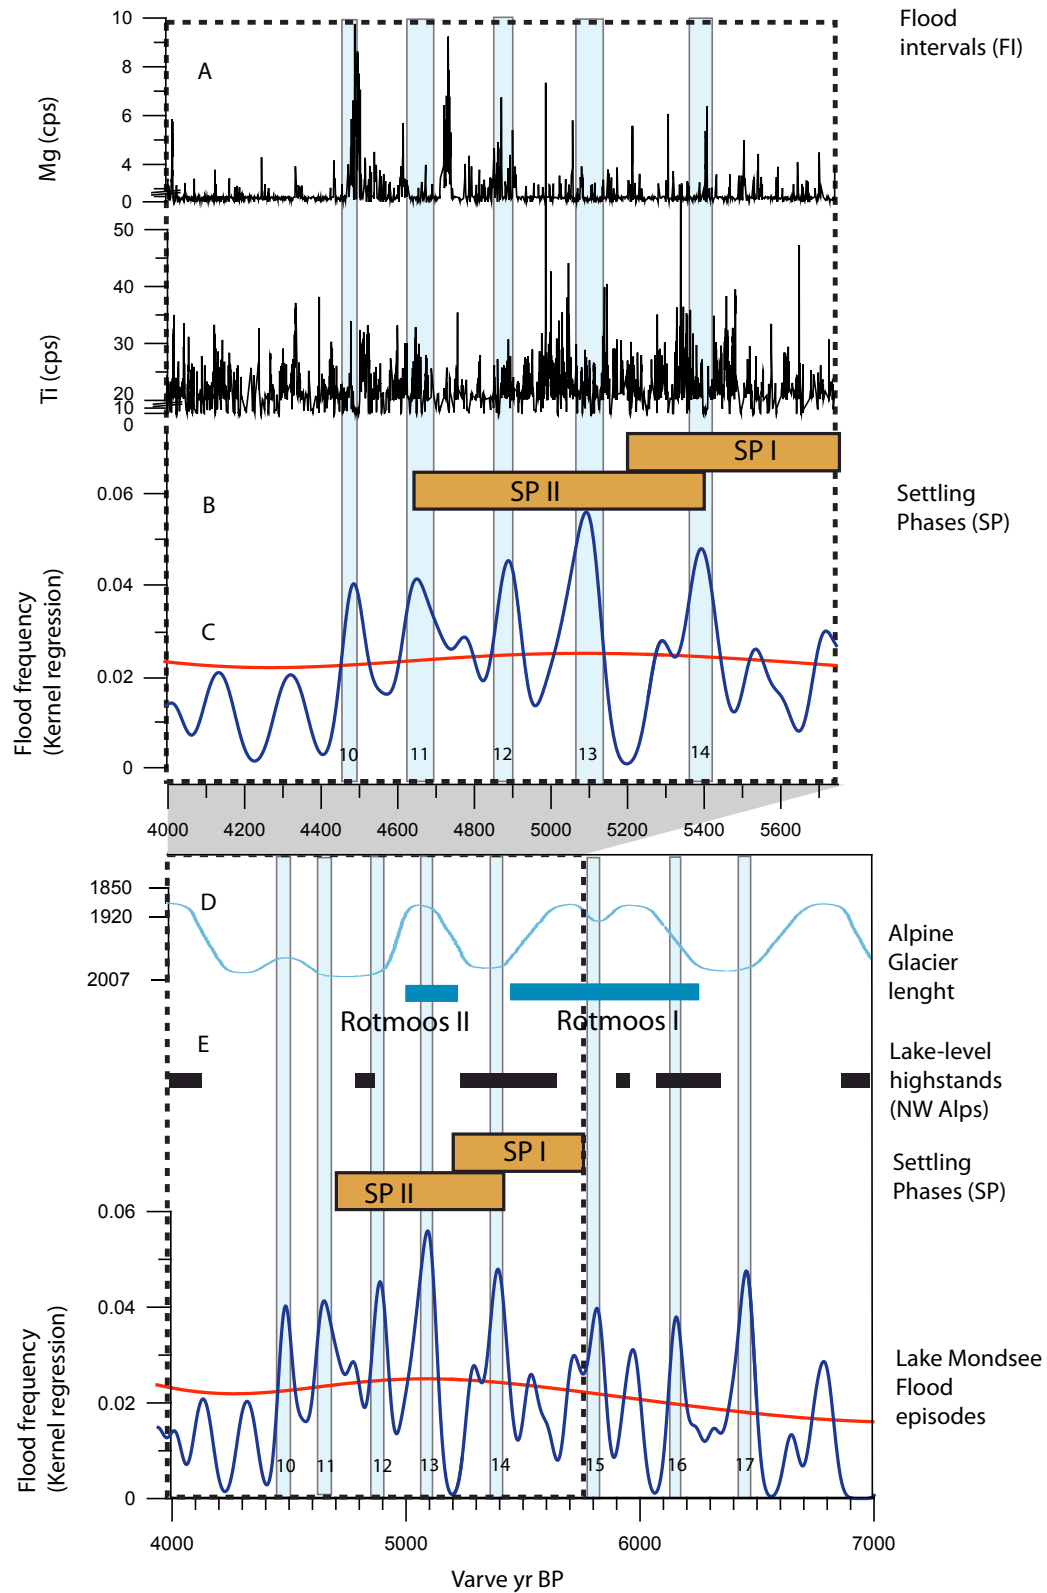 Flood
intervals (FI)
A
10
8
6
4
0
Mg (cps)
50
40
30
20
10
0
Ti (cps)
SP I
SP II
Settling
Phases (SP)
B
C
0.06
0.04
0.02
0
Flood frequency
(Kernel regression)
10 11 12 13 14
4000 4200 4400 4600 4800 5000 5200 5400 5600
D
1850
1920
2007
Alpine
Glacier
lenght
Rotmoos II
Rotmoos I
E
Lake-level
highstands
(NW Alps)
SP I
SP II
Settling
Phases (SP)
0.06
0.04
0.02
0
Flood frequency
(Kernel regression)
Lake Mondsee
Flood
episodes
10 11 12 13 14 15 16 17
4000 5000 6000 7000
Varve yr BP